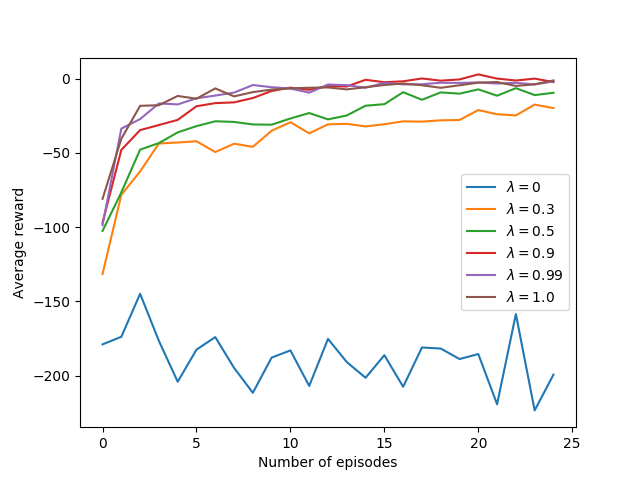 0
−50
−100
−150
−200
Average reward
λ = 0
λ = 0.3
λ = 0.5
λ = 0.9
λ = 0.99
λ = 1.0
0 5 10 15 20 25
Number of episodes